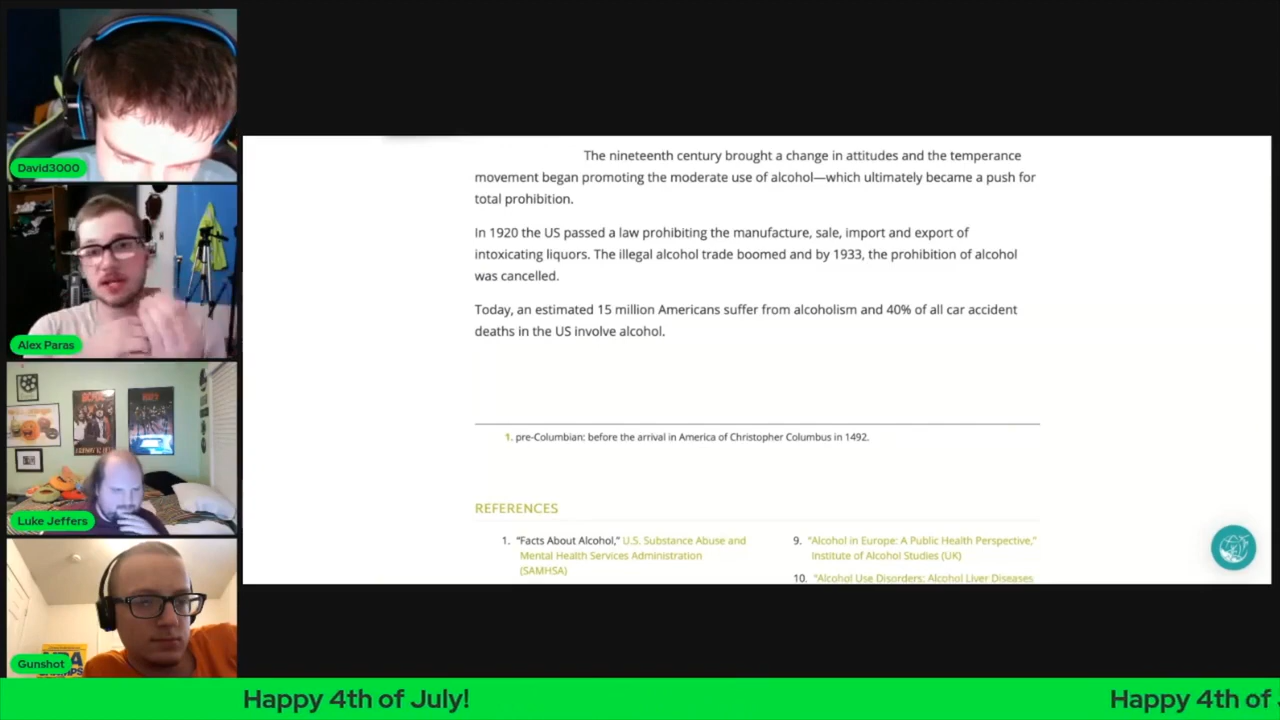 David3000
Alex Paras
Luke Jeffers
Gunshot
The nineteenth century brought a change in attitudes and the temperance
movement began promoting the moderate use of alcohol—which ultimately became a push for
total prohibition.
In 1920 the US passed a law prohibiting the manufacture, sale, import and export of
intoxicating liquors. The illegal alcohol trade boomed and by 1933, the prohibition of alcohol
was cancelled.
Today, an estimated 15 million Americans suffer from alcoholism and 40% of all car accident
deaths in the US involve alcohol.
1. pre-Columbian: before the arrival in America of Christopher Columbus in 1492.
REFERENCES
1. “Facts About Alcohol,” U.S. Substance Abuse and
Mental Health Services Administration
(SAMHSA)
9. “Alcohol in Europe: A Public Health Perspective,”
Institute of Alcohol Studies (UK)
10. “Alcohol Use Disorders: Alcohol Liver Diseases
Happy 4th of July!
Happy 4th of